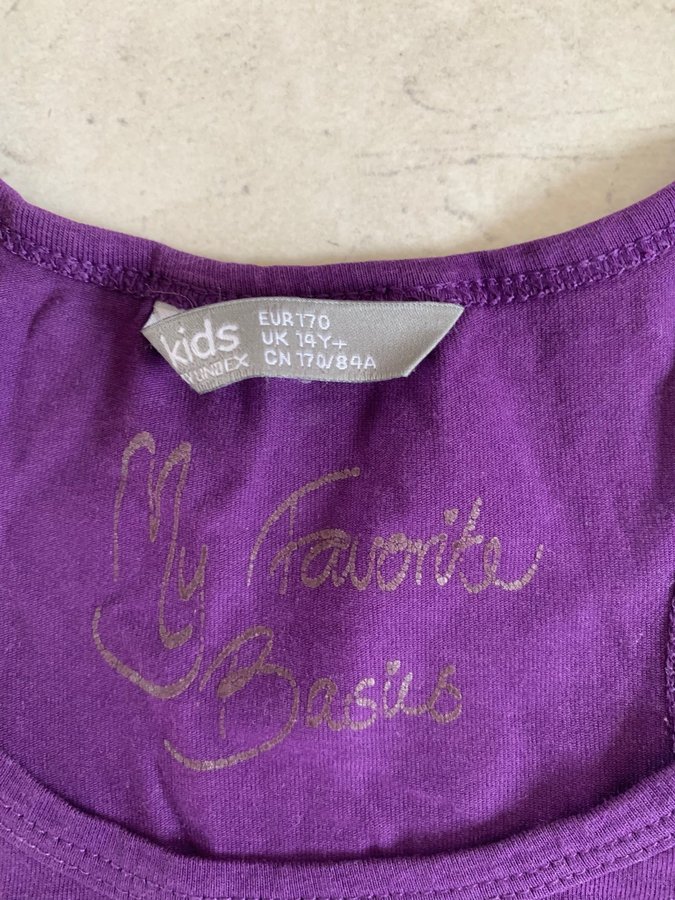 kids
BY LINDEX
EUR 170
UK 14Y+
CN 170/84A
My Favorite
Basics